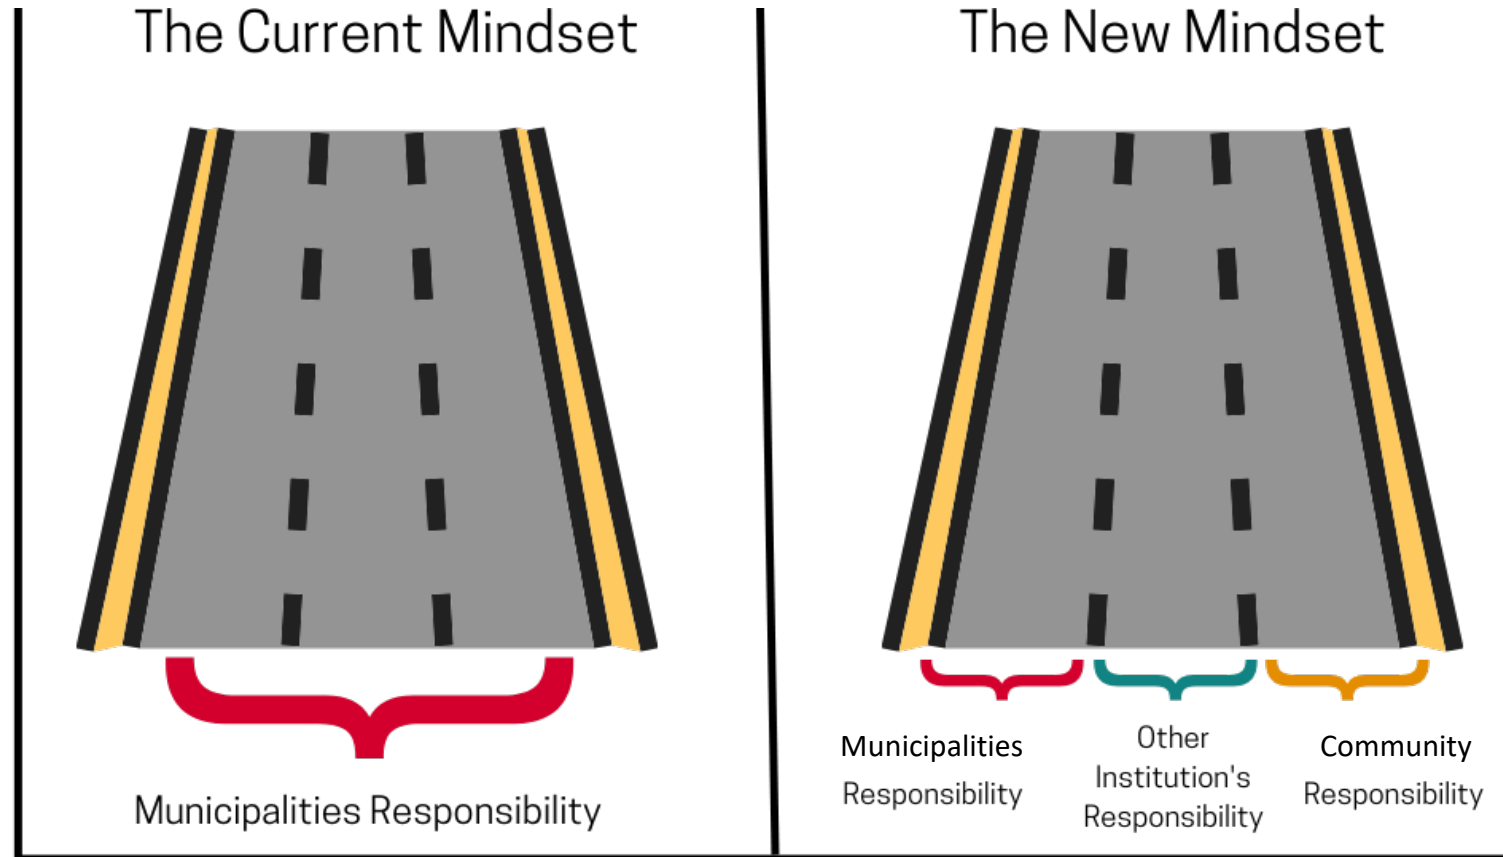 The Current Mindset
Municipalities Responsibility
The New Mindset
Municipalities
Responsibility
Other
Institution's
Responsibility
Community
Responsibility